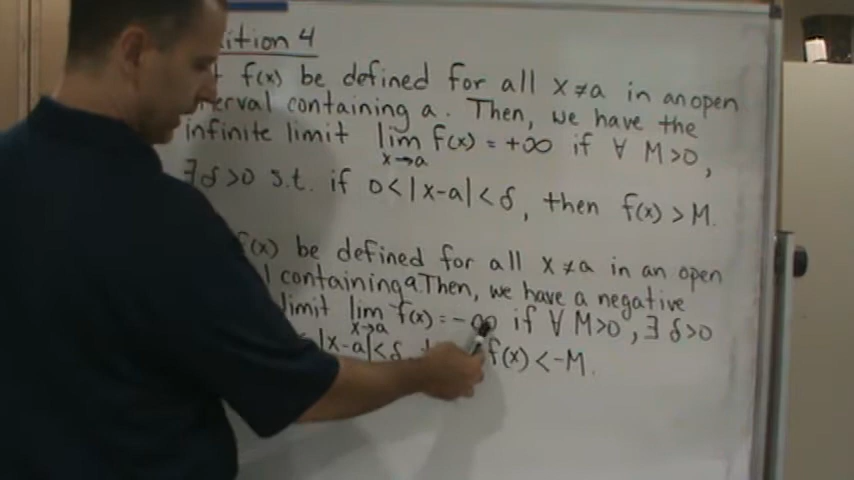 ition 4
f(x) be defined for all x≠a in an open
erval containing a. Then, we have the
infinite limit lim x→a f(x) = +∞ if ∀ M>0,
∃ δ>0 s.t. if 0<|x-a|<δ, then f(x) > M.
f(x) be defined for all x≠a in an open
l containing a. Then, we have a negative
limit lim x→a f(x) = -∞ if ∀ M>0, ∃ δ>0
|x-a|<δ, f(x) < -M.